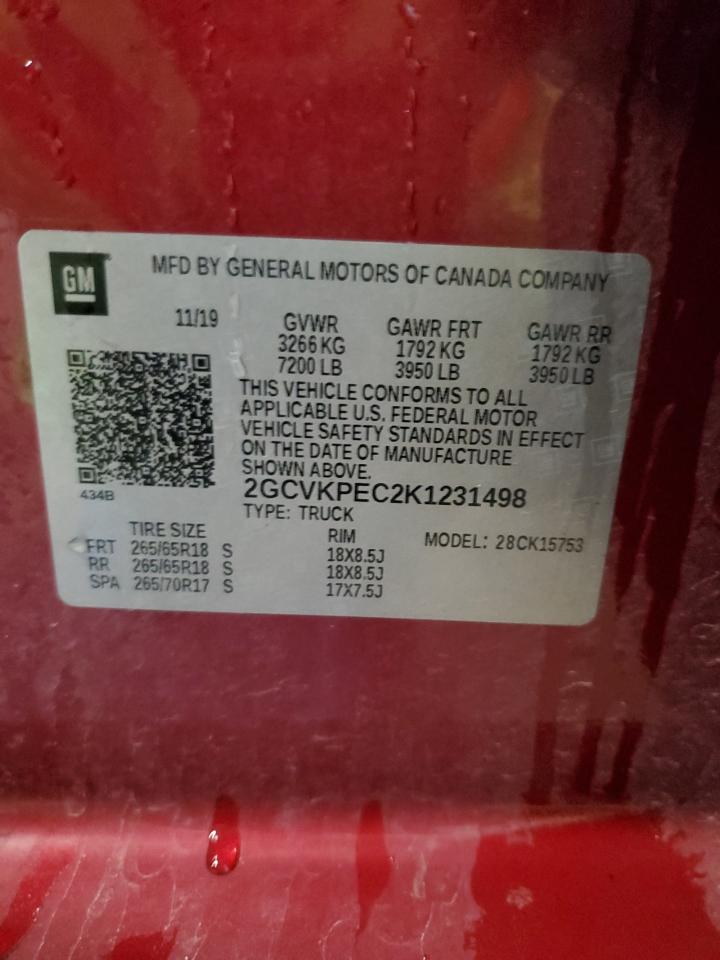 GM
MFD BY GENERAL MOTORS OF CANADA COMPANY
11/19
GVWR GAWR FRT GAWR RR
3266 KG 1792 KG 1792 KG
7200 LB 3950 LB 3950 LB
THIS VEHICLE CONFORMS TO ALL
APPLICABLE U.S. FEDERAL MOTOR
VEHICLE SAFETY STANDARDS IN EFFECT
ON THE DATE OF MANUFACTURE
SHOWN ABOVE.
434B
2GCVKPEC2K1231498
TYPE: TRUCK
TIRE SIZE RIM MODEL: 28CK15753
FRT 265/65R18 S 18X8.5J
RR 265/65R18 S 18X8.5J
SPA 265/70R17 S 17X7.5J